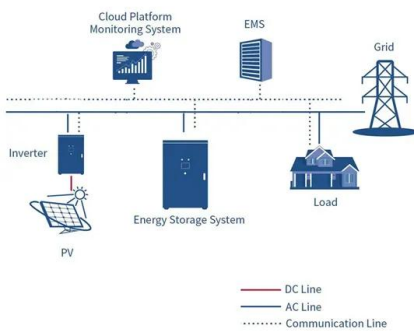 Cloud Platform
Monitoring System
EMS
Grid
Inverter
Energy Storage System
Load
PV
DC Line
AC Line
Communication Line